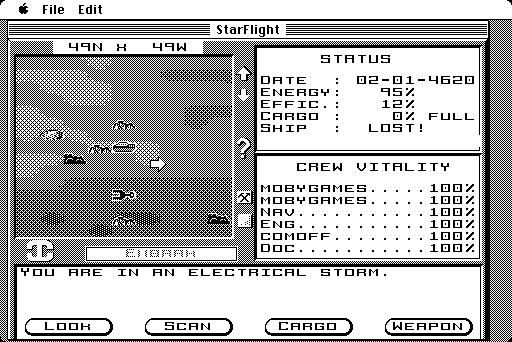 File Edit
StarFlight
49N X 49W
STATUS
DATE : 02-01-4620
ENERGY: 95%
EFFIC.: 12%
CARGO : 0% FULL
SHIP : LOST!
?
CREW VITALITY
MOBYGAMES.....100%
MOBYGAMES.....100%
NAV...........100%
ENG...........100%
COMOFF........100%
DOC...........100%
EMBARK
YOU ARE IN AN ELECTRICAL STORM.
LOOK SCAN CARGO WEAPON